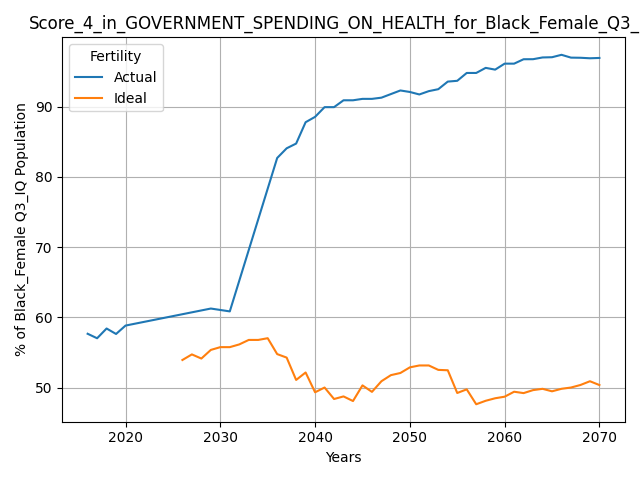 Score_4_in_GOVERNMENT_SPENDING_ON_HEALTH_for_Black_Female_Q3_
Fertility
Actual
Ideal
% of Black_Female Q3_IQ Population
90
80
70
60
50
2020 2030 2040 2050 2060 2070
Years